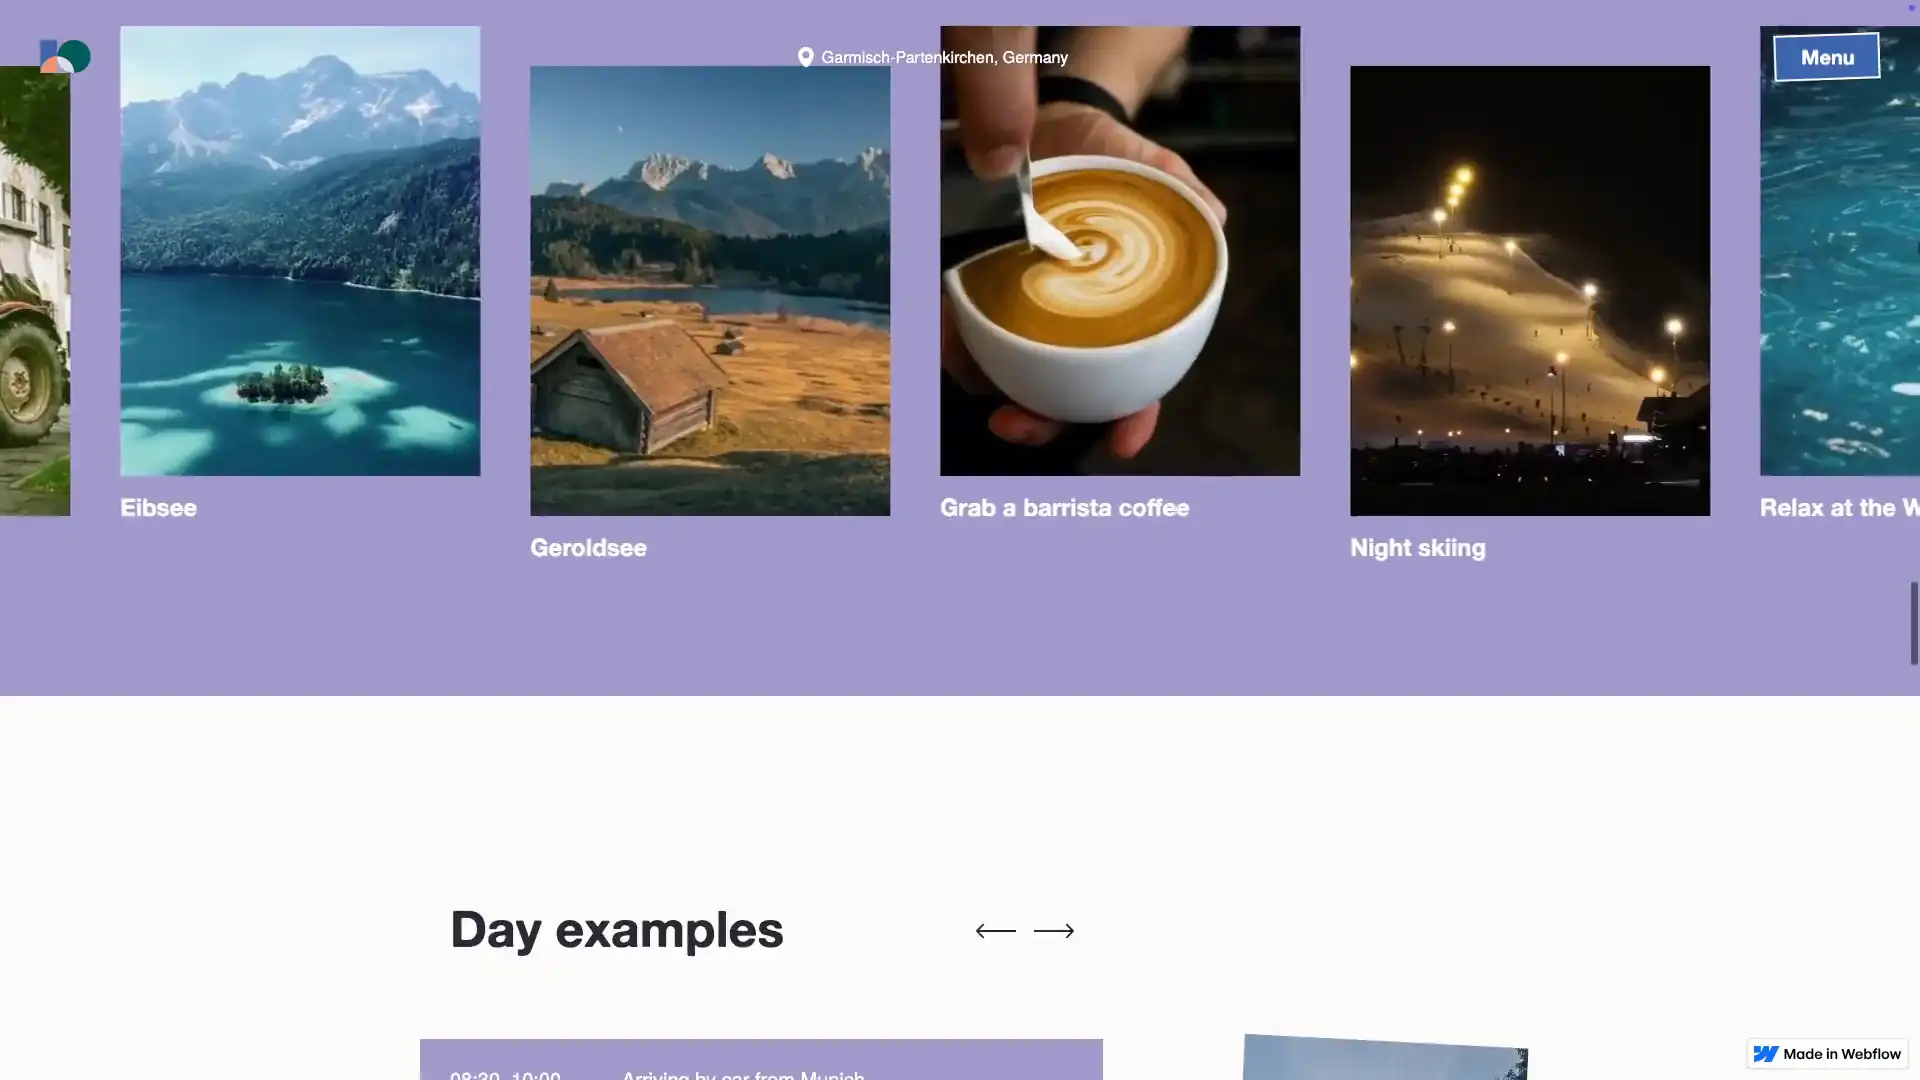 Garmisch-Partenkirchen, Germany
Menu
Eibsee
Geroldsee
Grab a barrista coffee
Night skiing
Relax at the
Day examples
08:30-10:00
Arriving by car from Munich
Made in Webflow